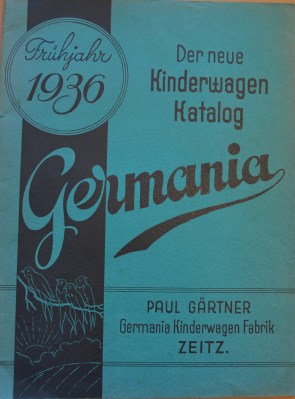 Frühjahr
1936
Der neue
Kinderwagen
Katalog
Germania
PAUL GÄRTNER
Germania Kinderwagen Fabrik
ZEITZ.